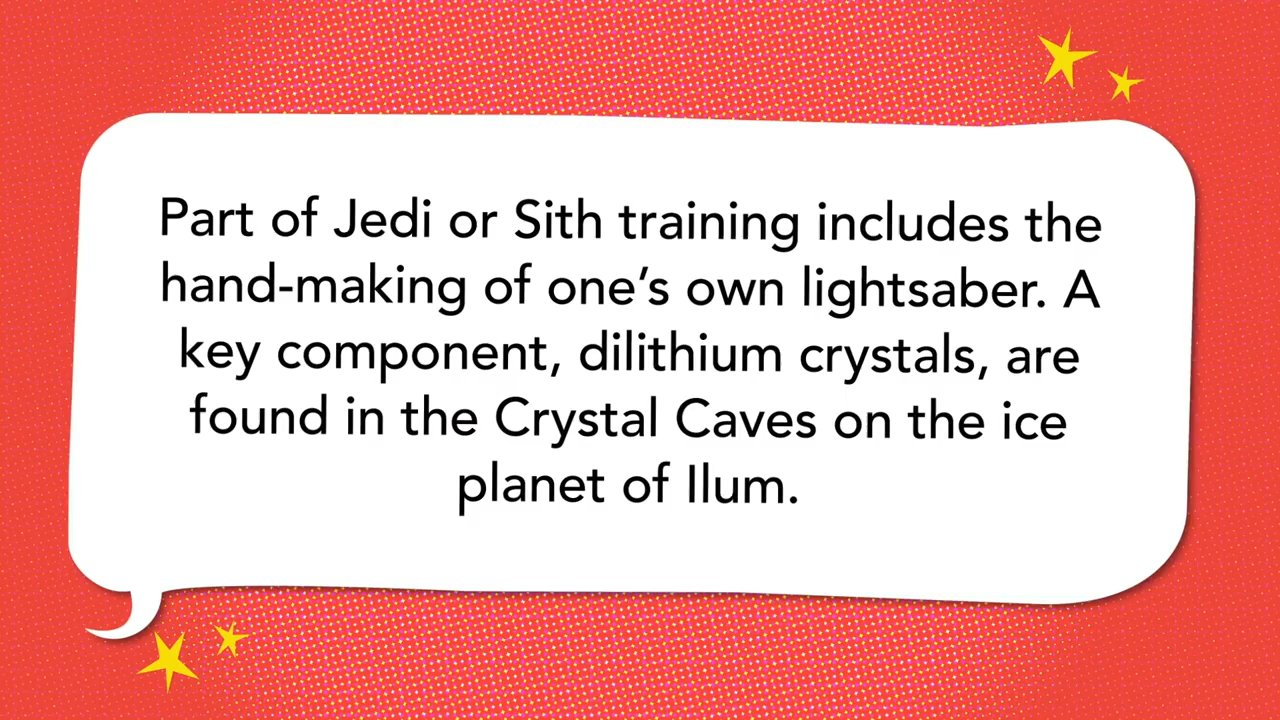 Part of Jedi or Sith training includes the
hand-making of one’s own lightsaber. A
key component, dilithium crystals, are
found in the Crystal Caves on the ice
planet of Ilum.